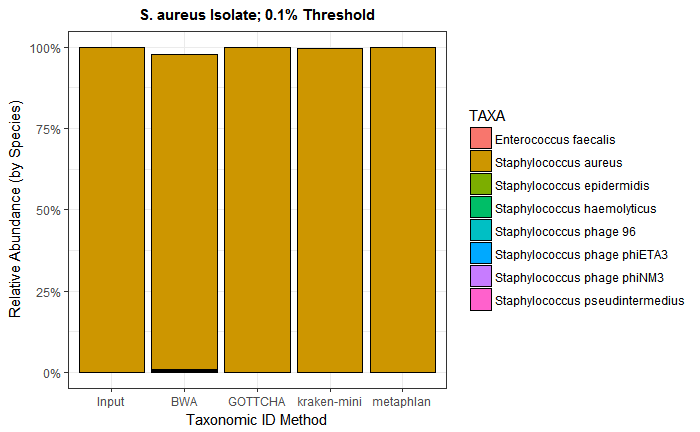 S. aureus Isolate; 0.1% Threshold
Relative Abundance (by Species)
100%
75%
50%
25%
0%
Input BWA GOTTCHA kraken-mini metaphlan
Taxonomic ID Method
TAXA
Enterococcus faecalis
Staphylococcus aureus
Staphylococcus epidermidis
Staphylococcus haemolyticus
Staphylococcus phage 96
Staphylococcus phage phiETA3
Staphylococcus phage phiNM3
Staphylococcus pseudintermedius